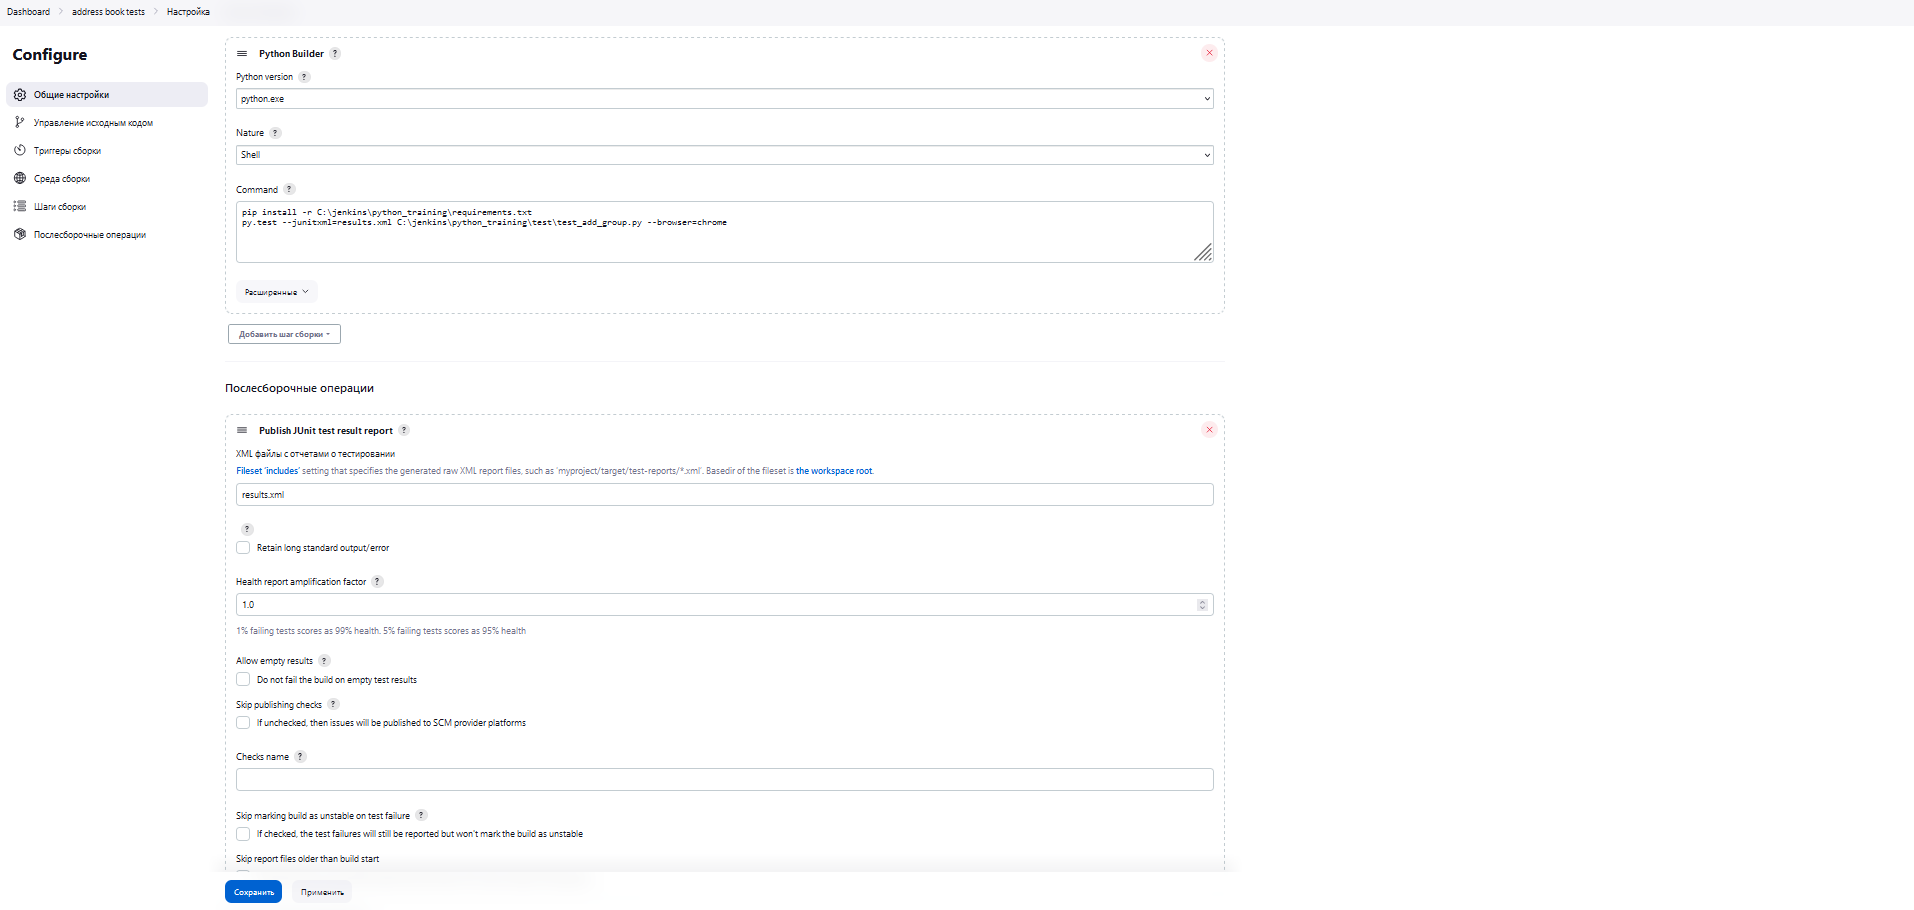 Dashboard > address book tests > Настройка
Configure
Общие настройки
Управление исходным кодом
Триггеры сборки
Среда сборки
Шаги сборки
Послесборочные операции
Python Builder ?
Python version ?
python.exe
Nature ?
Shell
Command ?
pip install -r C:\jenkins\python_training\requirements.txt
py.test --junitxml=results.xml C:\jenkins\python_training\test\test_add_group.py --browser=chrome
Расширенные
Добавить шаг сборки
Послесборочные операции
Publish JUnit test result report ?
XML файлы с отчетами о тестировании
Fileset 'includes' setting that specifies the generated raw XML report files, such as 'myproject/target/test-reports/*.xml'. Basedir of the fileset is the workspace root.
results.xml
?
Retain long standard output/error
Health report amplification factor ?
1.0
1% failing tests scores as 99% health. 5% failing tests scores as 95% health
Allow empty results ?
Do not fail the build on empty test results
Skip publishing checks ?
If unchecked, then issues will be published to SCM provider platforms
Checks name ?
Skip marking build as unstable on test failure ?
If checked, the test failures will still be reported but won't mark the build as unstable
Skip report files older than build start
Сохранить
Применить